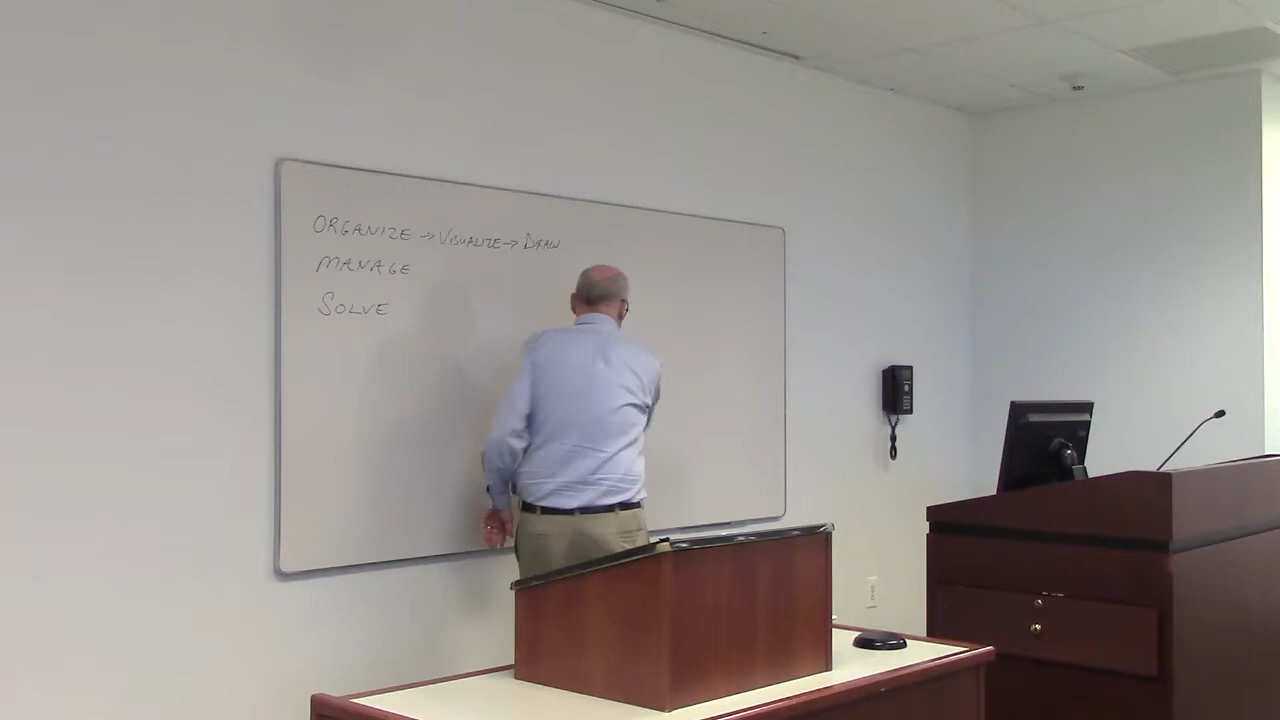 ORGANIZE → VISUALIZE → DRAW
MANAGE
SOLVE